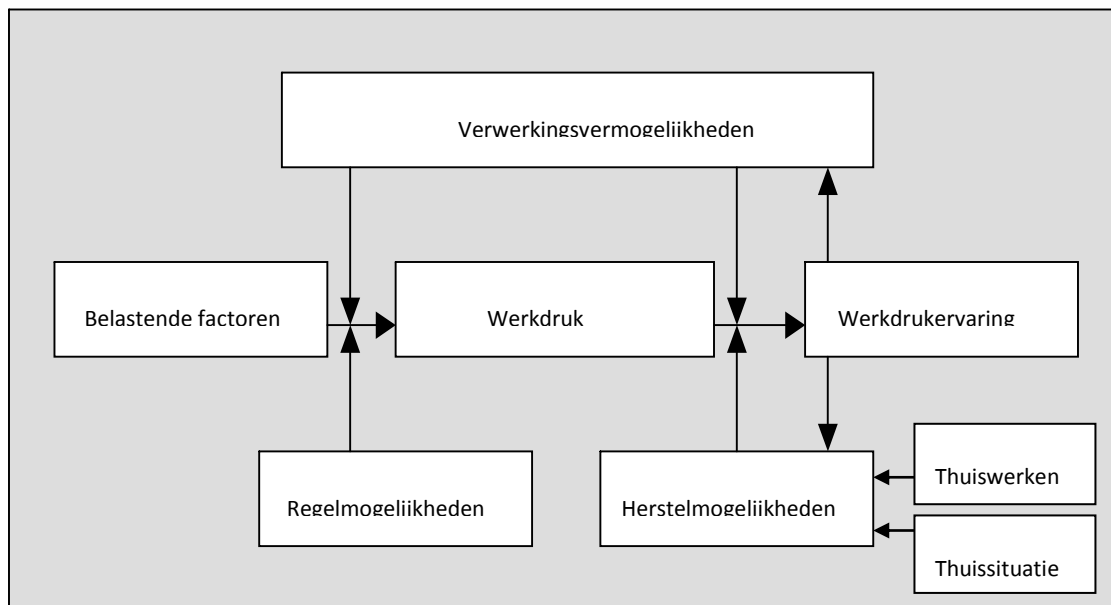 Verwerkingsvermogelijkheden
Belastende factoren
Werkdruk
Werkdrukervaring
Regelmogelijkheden
Herstelmogelijkheden
Thuiswerken
Thuissituatie